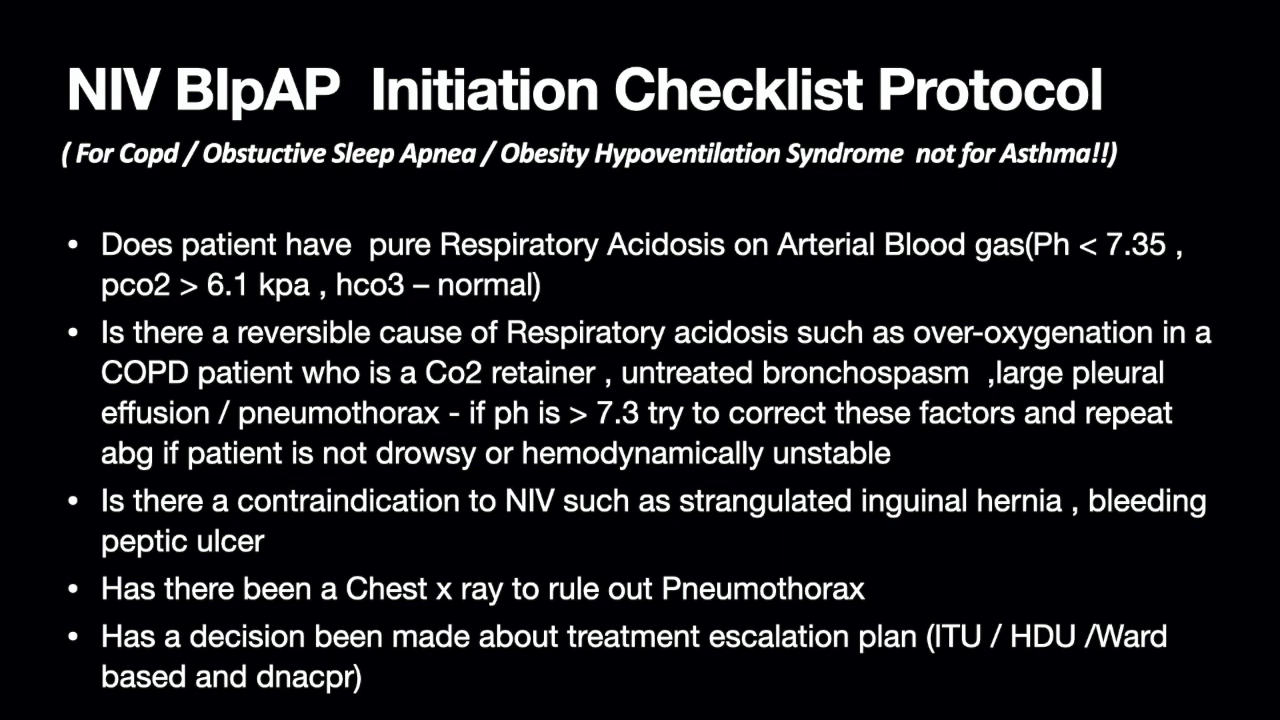 NIV BIpAP Initiation Checklist Protocol
( For Copd / Obstuctive Sleep Apnea / Obesity Hypoventilation Syndrome not for Asthma!!)
• Does patient have pure Respiratory Acidosis on Arterial Blood gas(Ph < 7.35 ,
pco2 > 6.1 kpa , hco3 – normal)
• Is there a reversible cause of Respiratory acidosis such as over-oxygenation in a
COPD patient who is a Co2 retainer , untreated bronchospasm ,large pleural
effusion / pneumothorax - if ph is > 7.3 try to correct these factors and repeat
abg if patient is not drowsy or hemodynamically unstable
• Is there a contraindication to NIV such as strangulated inguinal hernia , bleeding
peptic ulcer
• Has there been a Chest x ray to rule out Pneumothorax
• Has a decision been made about treatment escalation plan (ITU / HDU /Ward
based and dnacpr)